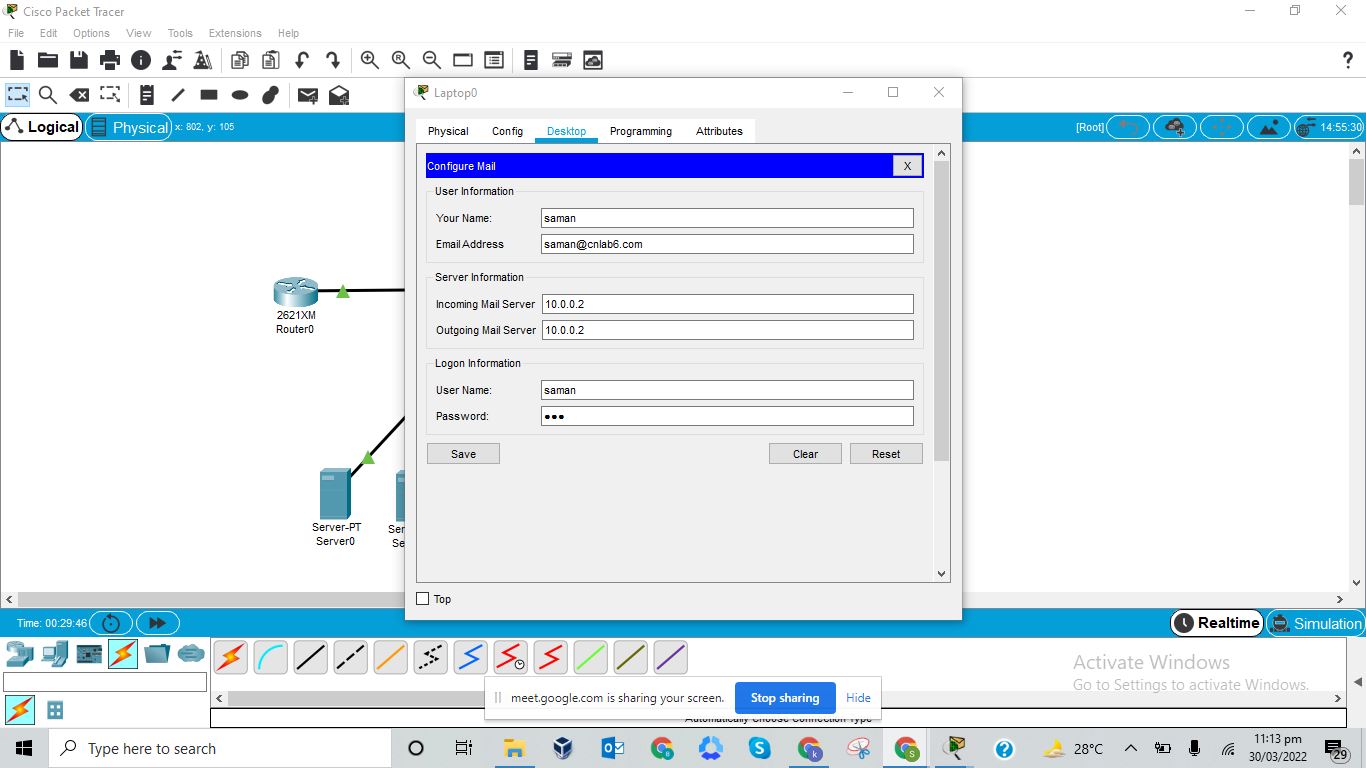 Cisco Packet Tracer
File Edit Options View Tools Extensions Help
Laptop0
Logical Physical x: 802, y: 105
[Root] 14:55:30
Physical Config Desktop Programming Attributes
Configure Mail X
User Information
Your Name: saman
Email Address saman@cnlab6.com
Server Information
Incoming Mail Server 10.0.0.2
Outgoing Mail Server 10.0.0.2
Logon Information
User Name: saman
Password: ●●●
Save Clear Reset
Top
2621XM
Router0
Server-PT
Server0
Ser
Se
Time: 00:29:46
Realtime Simulation
Activate Windows
Go to Settings to activate Windows.
meet.google.com is sharing your screen. Stop sharing Hide
Automatically Choose Connection Type
Type here to search
28°C
11:13 pm
30/03/2022
29